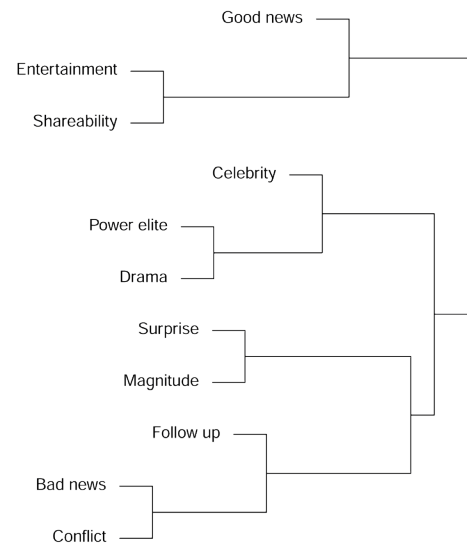 Good news
Entertainment
Shareability
Celebrity
Power elite
Drama
Surprise
Magnitude
Follow up
Bad news
Conflict